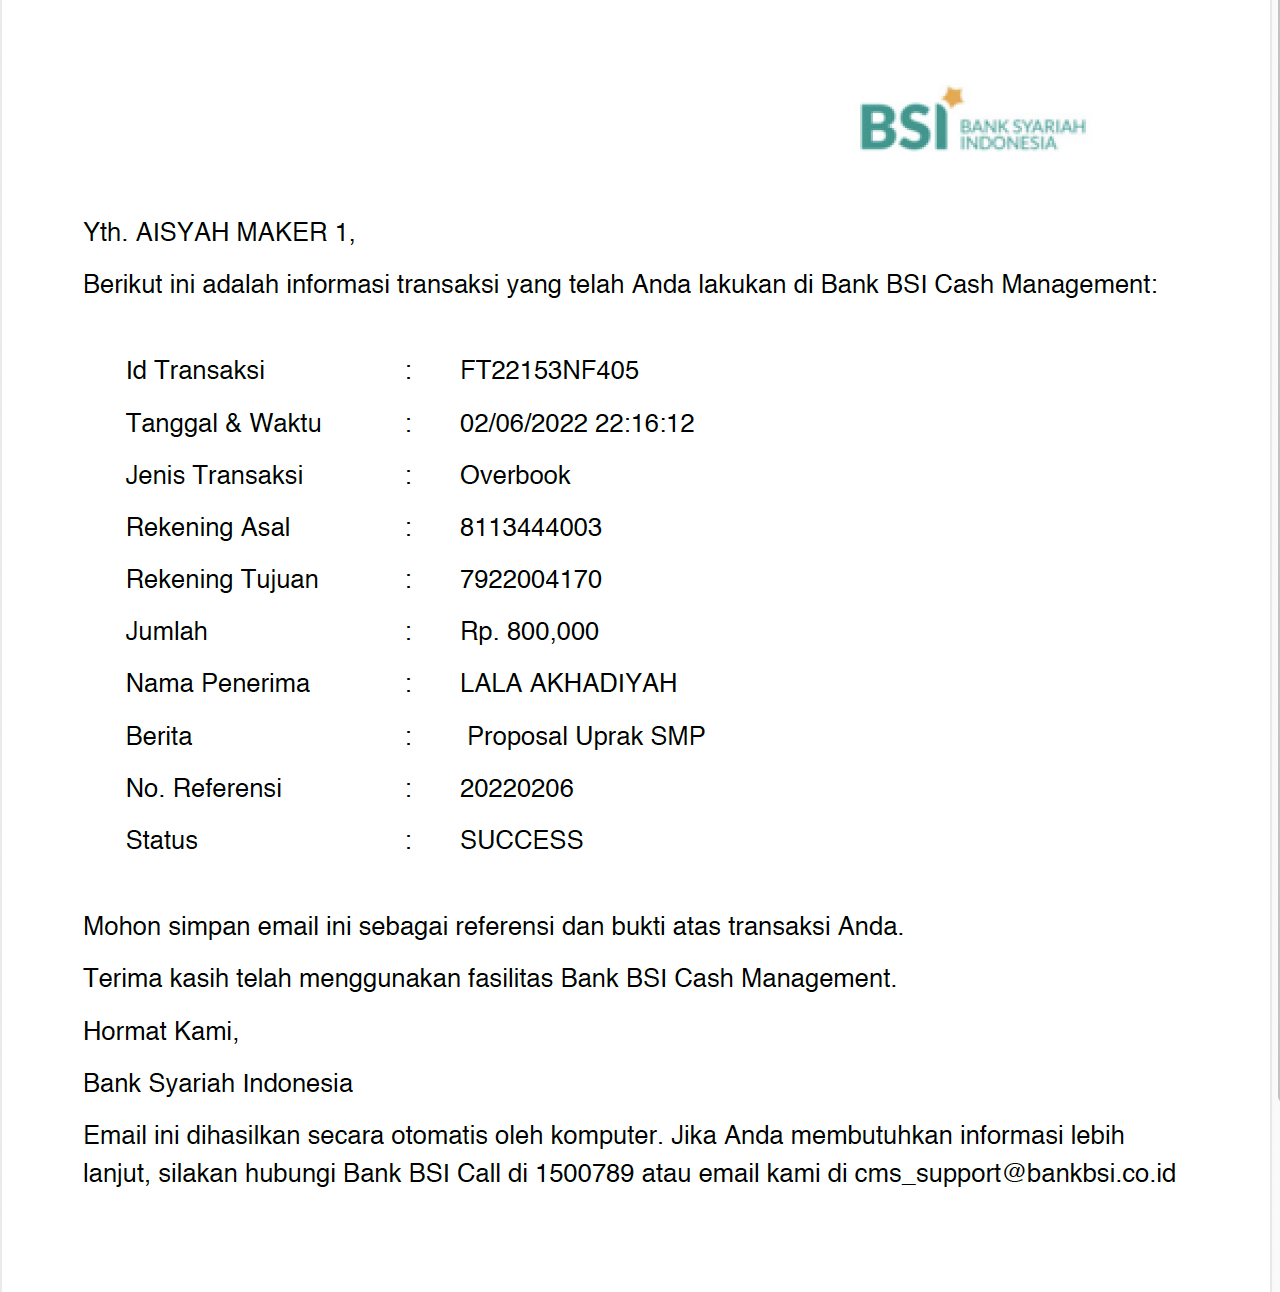 BSI BANK SYARIAH
INDONESIA
Yth. AISYAH MAKER 1,
Berikut ini adalah informasi transaksi yang telah Anda lakukan di Bank BSI Cash Management:
Id Transaksi : FT22153NF405
Tanggal & Waktu : 02/06/2022 22:16:12
Jenis Transaksi : Overbook
Rekening Asal : 8113444003
Rekening Tujuan : 7922004170
Jumlah : Rp. 800,000
Nama Penerima : LALA AKHADIYAH
Berita : Proposal Uprak SMP
No. Referensi : 20220206
Status : SUCCESS
Mohon simpan email ini sebagai referensi dan bukti atas transaksi Anda.
Terima kasih telah menggunakan fasilitas Bank BSI Cash Management.
Hormat Kami,
Bank Syariah Indonesia
Email ini dihasilkan secara otomatis oleh komputer. Jika Anda membutuhkan informasi lebih
lanjut, silakan hubungi Bank BSI Call di 1500789 atau email kami di cms_support@bankbsi.co.id